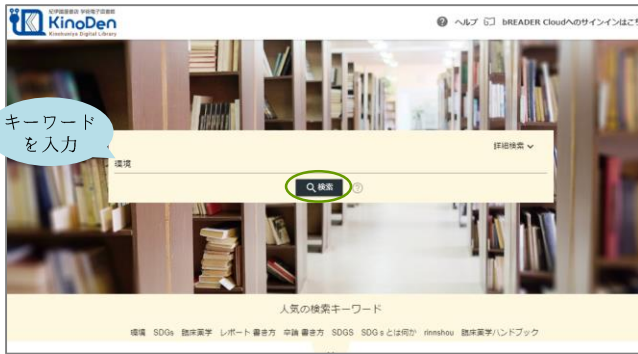 紀伊國屋書店 学術電子図書館
KinoDen
Kinokuniya Digital Library
ヘルプ bREADER Cloudへのサインインはこち
キーワード
を入力
詳細検索
環境
検索
人気の検索キーワード
環境 SDGs 臨床薬学 レポート 書き方 卒論 書き方 SDGS SDGｓとは何か rinnshou 臨床薬学ハンドブック